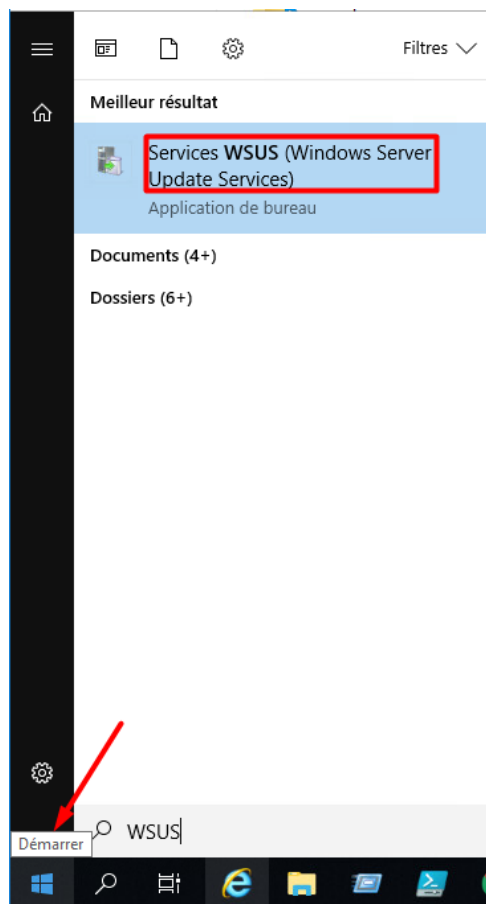 Filtres
Meilleur résultat
Services WSUS (Windows Server
Update Services)
Application de bureau
Documents (4+)
Dossiers (6+)
WSUS
Démarrer